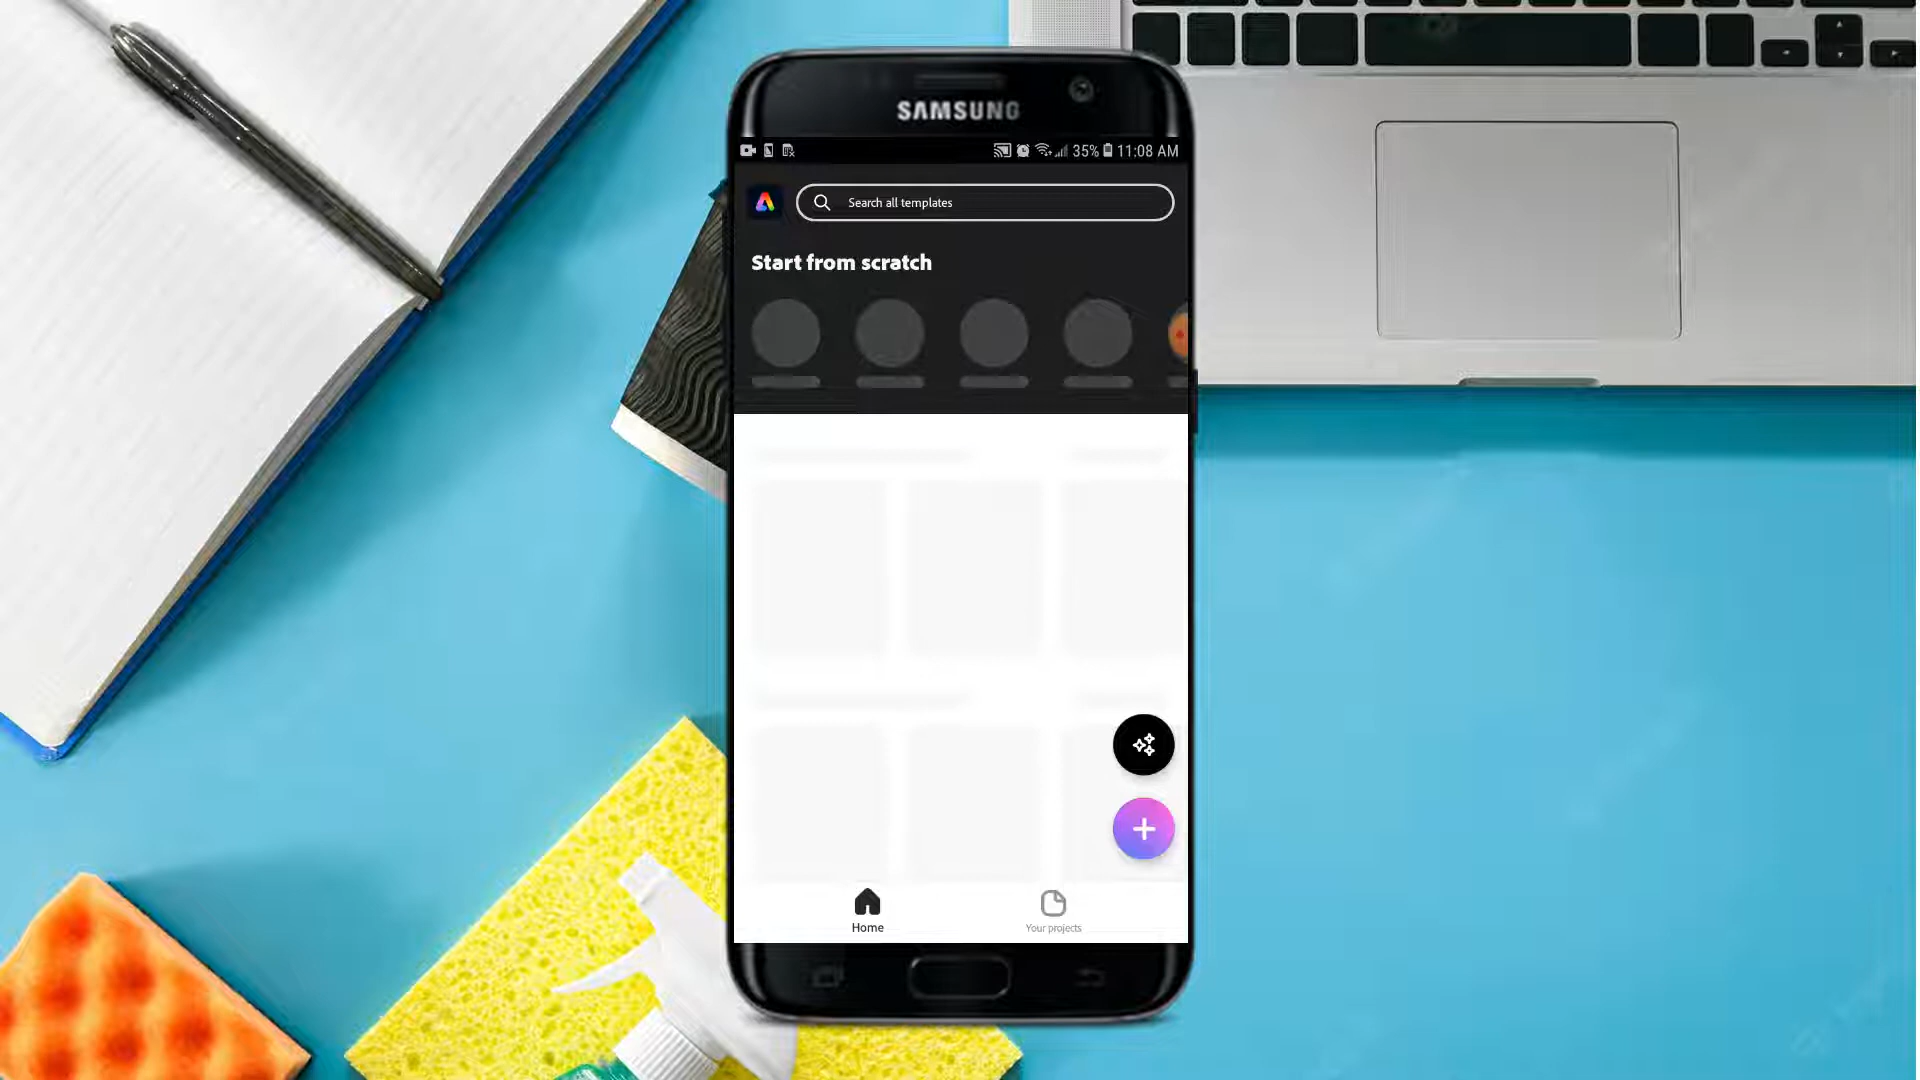 SAMSUNG
35% 11:08 AM
Search all templates
Start from scratch
Home
Your projects